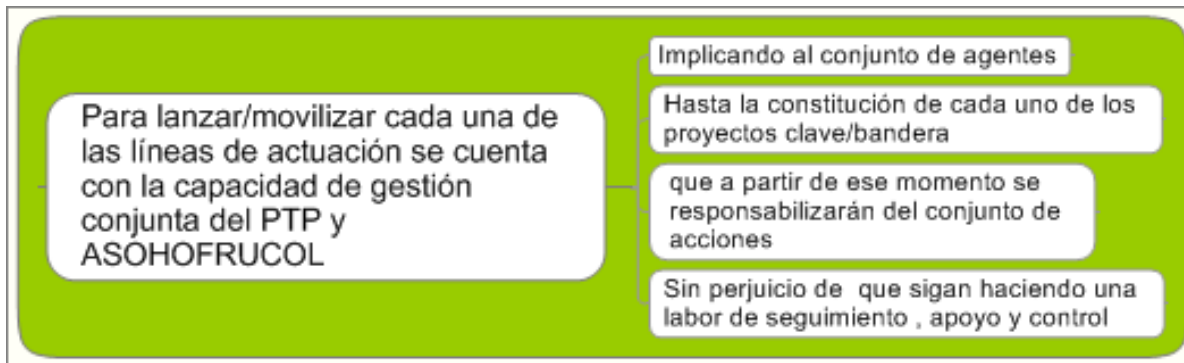 Para lanzar/movilizar cada una de
las líneas de actuación se cuenta
con la capacidad de gestión
conjunta del PTP y
ASOHOFRUCOL
Implicando al conjunto de agentes
Hasta la constitución de cada uno de los
proyectos clave/bandera
que a partir de ese momento se
responsabilizarán del conjunto de
acciones
Sin perjuicio de que sigan haciendo una
labor de seguimiento , apoyo y control